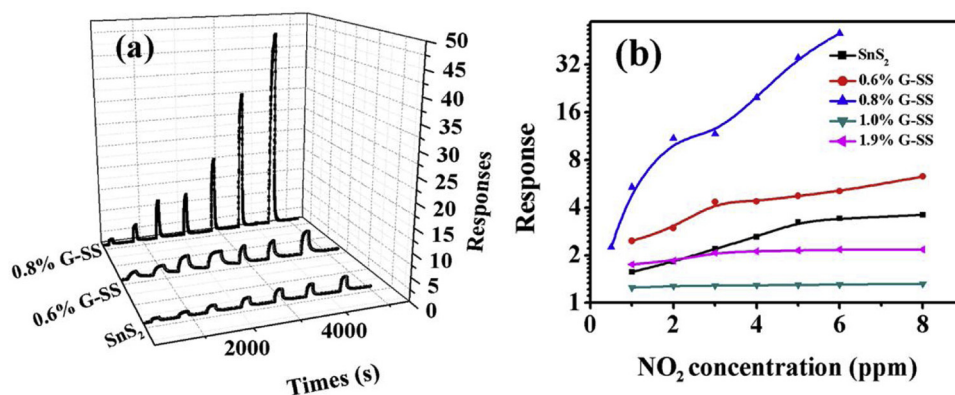 (a)
50
45
40
35
30
25
20
15
10
5
0
Responses
0.8% G-SS
0.6% G-SS
SnS₂
2000
4000
Times (s)
(b)
32
16
8
4
2
1
Response
SnS₂
0.6% G-SS
0.8% G-SS
1.0% G-SS
1.9% G-SS
0 2 4 6 8
NO₂ concentration (ppm)